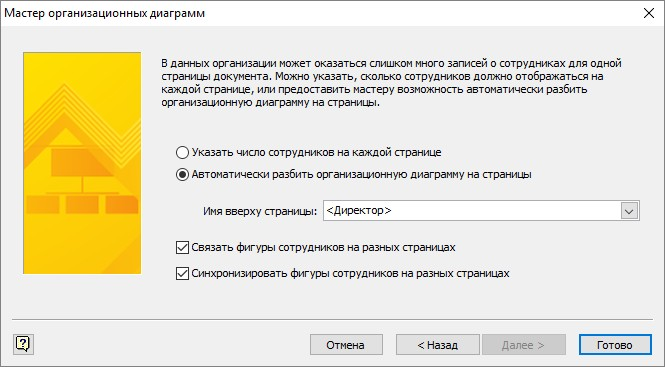 Мастер организационных диаграмм
В данных организации может оказаться слишком много записей о сотрудниках для одной
страницы документа. Можно указать, сколько сотрудников должно отображаться на
каждой странице, или предоставить мастеру возможность автоматически разбить
организационную диаграмму на страницы.
Указать число сотрудников на каждой странице
Автоматически разбить организационную диаграмму на страницы
Имя вверху страницы: <Директор>
Связать фигуры сотрудников на разных страницах
Синхронизировать фигуры сотрудников на разных страницах
? Отмена < Назад Далее > Готово